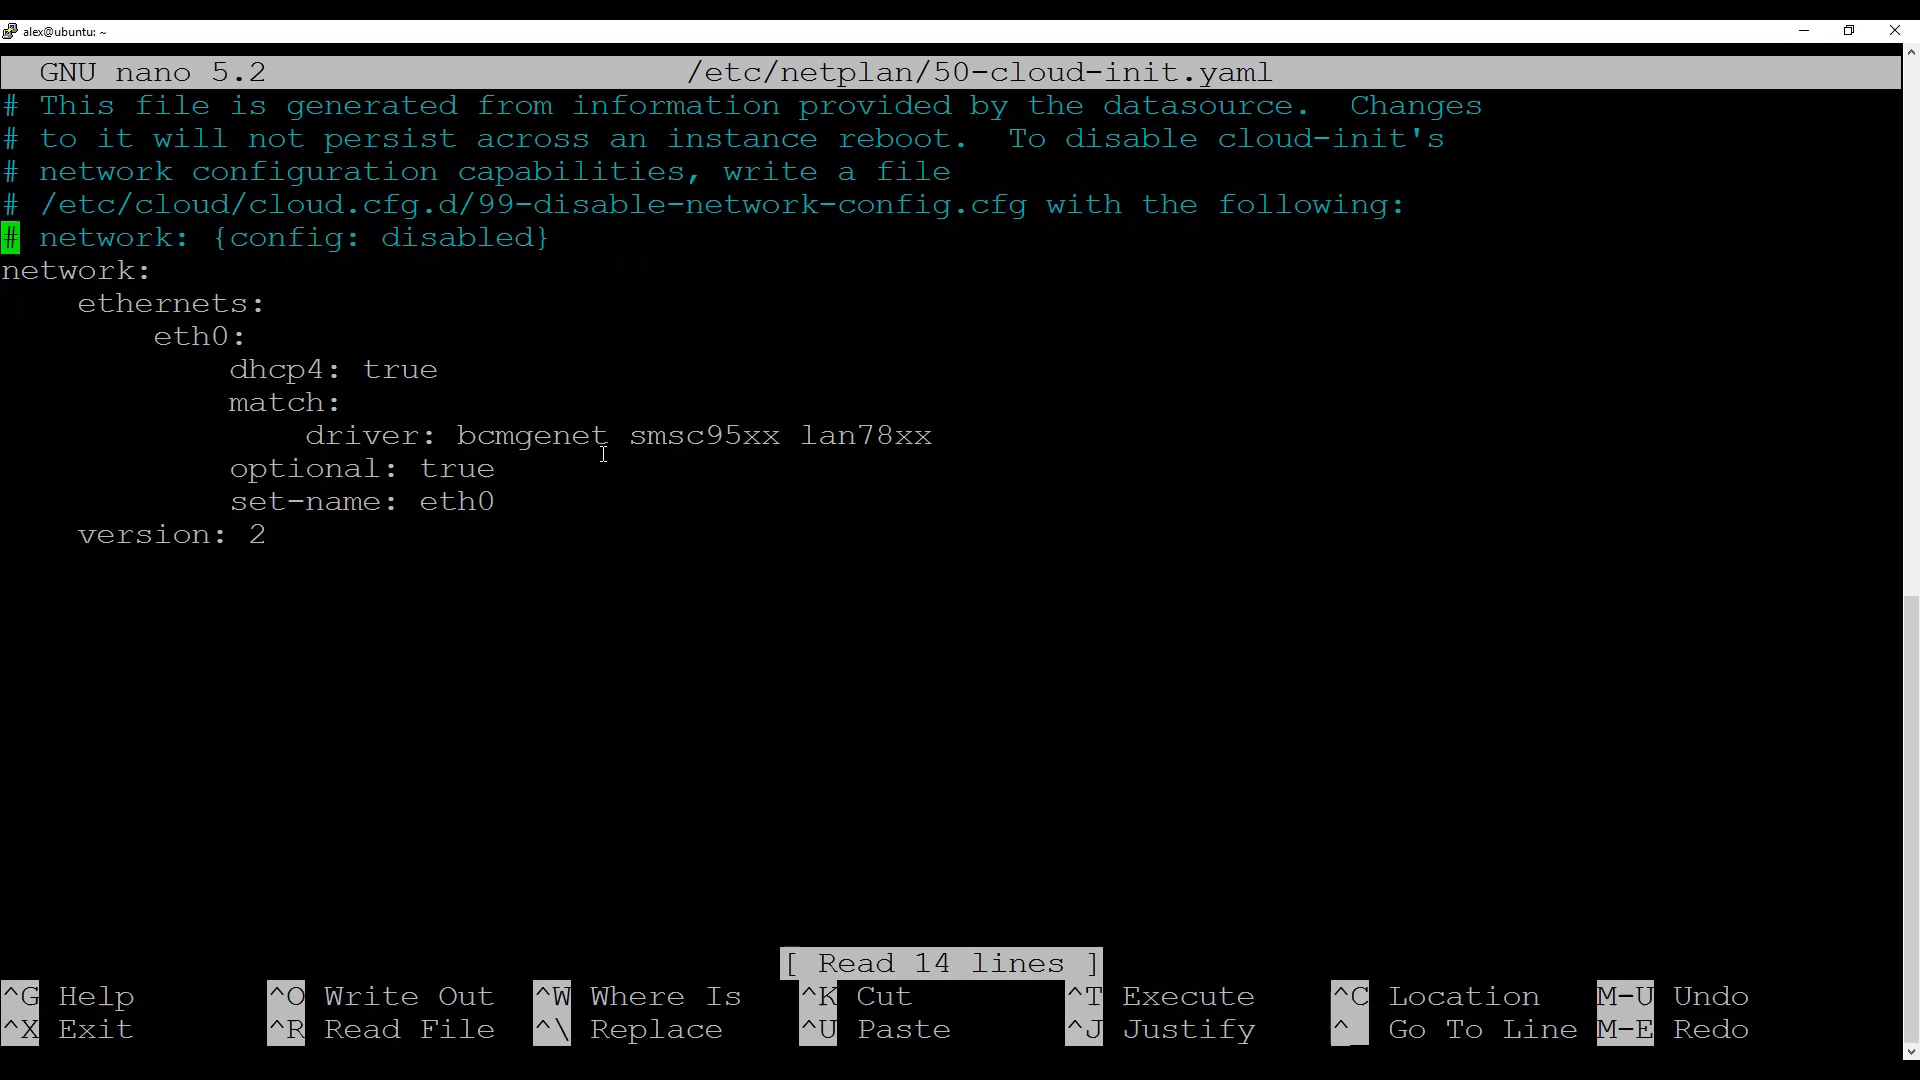 alex@ubuntu: ~
GNU nano 5.2 /etc/netplan/50-cloud-init.yaml
# This file is generated from information provided by the datasource.  Changes
# to it will not persist across an instance reboot.  To disable cloud-init's
# network configuration capabilities, write a file
# /etc/cloud/cloud.cfg.d/99-disable-network-config.cfg with the following:
# network: {config: disabled}
network:
    ethernets:
        eth0:
            dhcp4: true
            match:
                driver: bcmgenet smsc95xx lan78xx
            optional: true
            set-name: eth0
    version: 2
[ Read 14 lines ]
^G Help ^O Write Out ^W Where Is ^K Cut ^T Execute ^C Location M-U Undo
^X Exit ^R Read File ^\ Replace ^U Paste ^J Justify ^_ Go To Line M-E Redo